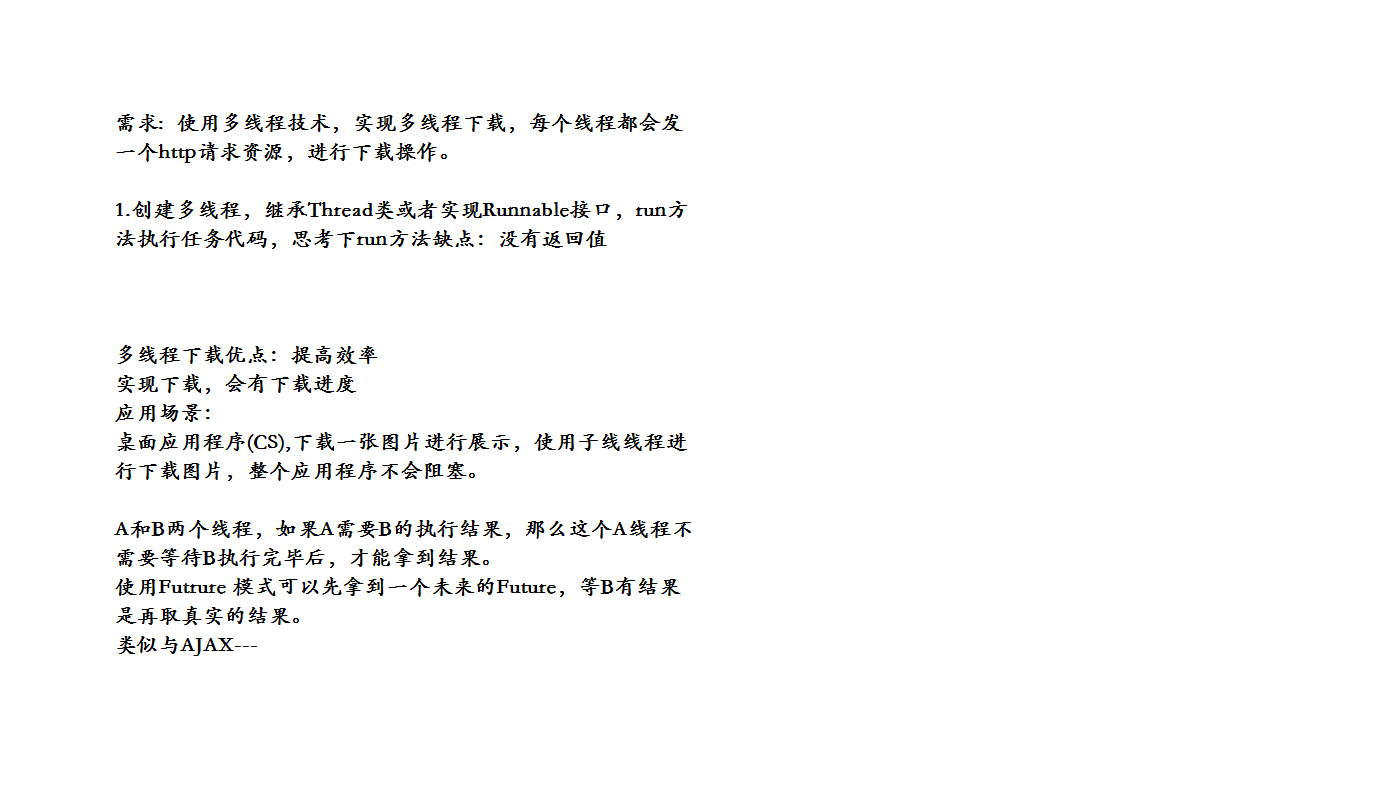 需求：使用多线程技术，实现多线程下载，每个线程都会发
一个http请求资源，进行下载操作。
1.创建多线程，继承Thread类或者实现Runnable接口，run方
法执行任务代码，思考下run方法缺点：没有返回值
多线程下载优点：提高效率
实现下载，会有下载进度
应用场景：
桌面应用程序(CS),下载一张图片进行展示，使用子线线程进
行下载图片，整个应用程序不会阻塞。
A和B两个线程，如果A需要B的执行结果，那么这个A线程不
需要等待B执行完毕后，才能拿到结果。
使用Futrure 模式可以先拿到一个未来的Future，等B有结果
是再取真实的结果。
类似与AJAX---